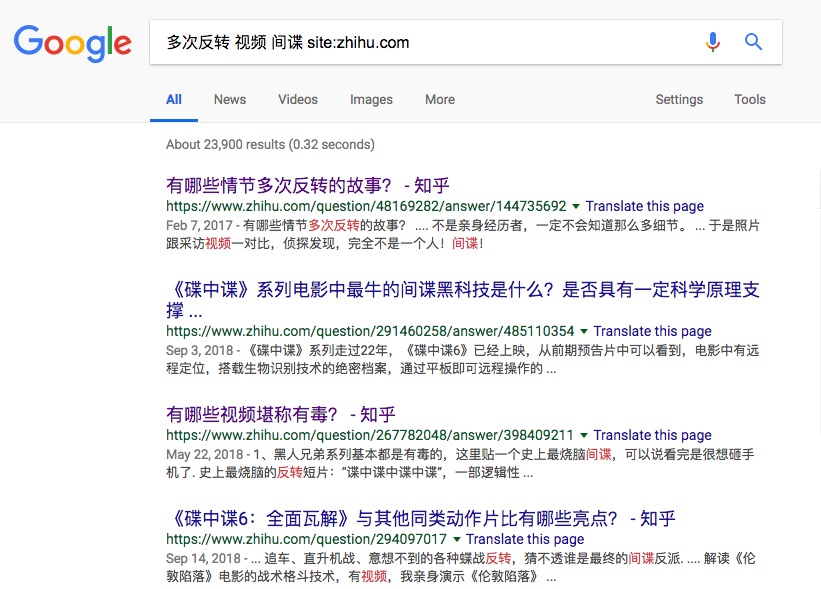 Google
多次反转 视频 间谍 site:zhihu.com
All News Videos Images More Settings Tools
About 23,900 results (0.32 seconds)
有哪些情节多次反转的故事？ - 知乎
https://www.zhihu.com/question/48169282/answer/144735692 Translate this page
Feb 7, 2017 - 有哪些情节多次反转的故事？ .... 不是亲身经历者，一定不会知道那么多细节。 ... 于是照片
跟采访视频一对比，侦探发现，完全不是一个人！间谍！
《碟中谍》系列电影中最牛的间谍黑科技是什么？是否具有一定科学原理支
撑 ...
https://www.zhihu.com/question/291460258/answer/485110354 Translate this page
Sep 3, 2018 - 《碟中谍》系列走过22年，《碟中谍6》已经上映，从前期预告片中可以看到，电影中有远
程定位，搭载生物识别技术的绝密档案，通过平板即可远程操作的 ...
有哪些视频堪称有毒？ - 知乎
https://www.zhihu.com/question/267782048/answer/398409211 Translate this page
May 22, 2018 - 1、黑人兄弟系列基本都是有毒的，这里贴一个史上最烧脑间谍，可以说看完是很想砸手
机了. 史上最烧脑的反转短片：“谍中谍中谍中谍”，一部逻辑性 ...
《碟中谍6：全面瓦解》与其他同类动作片比有哪些亮点？ - 知乎
https://www.zhihu.com/question/294097017 Translate this page
Sep 14, 2018 - ... 追车、直升机战、意想不到的各种蝶战反转，猜不透谁是最终的间谍反派. .... 解读《伦
敦陷落》电影的战术格斗技术，有视频，我亲身演示《伦敦陷落》 ...